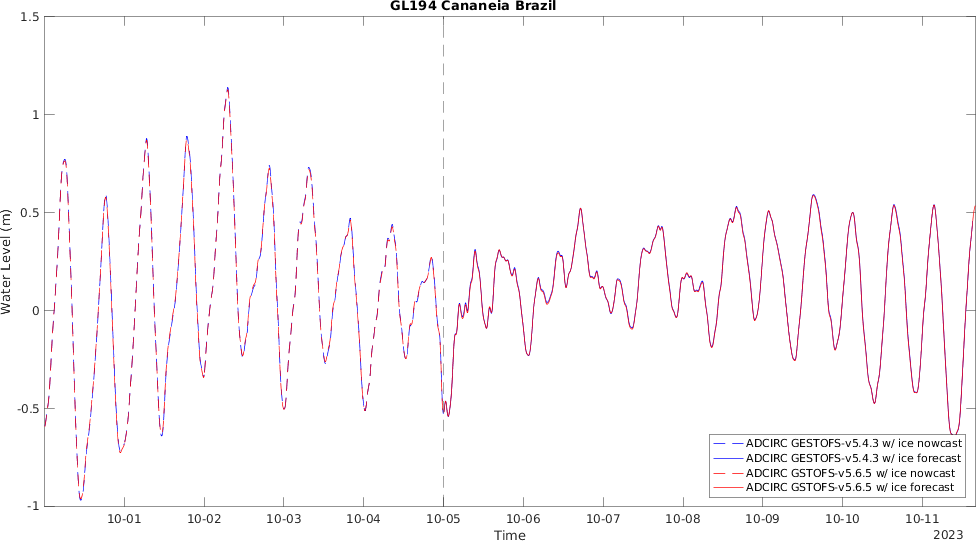 GL194 Cananeia Brazil
1.5
1
0.5
0
-0.5
-1
Water Level (m)
10-01 10-02 10-03 10-04 10-05 10-06 10-07 10-08 10-09 10-10 10-11
Time
2023
ADCIRC GESTOFS-v5.4.3 w/ ice nowcast
ADCIRC GESTOFS-v5.4.3 w/ ice forecast
ADCIRC GSTOFS-v5.6.5 w/ ice nowcast
ADCIRC GSTOFS-v5.6.5 w/ ice forecast